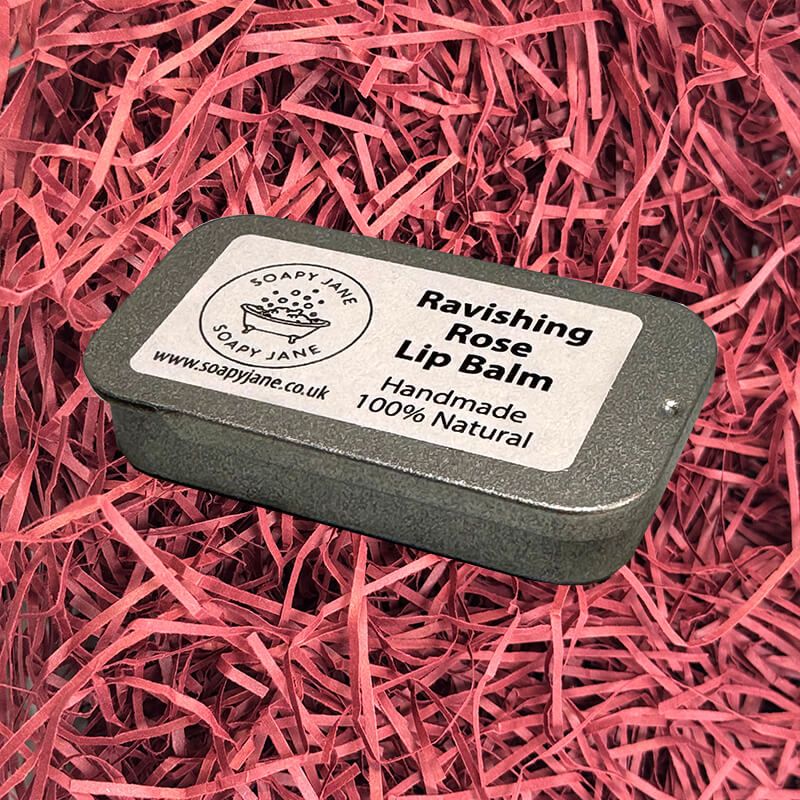 SOAPY JANE
SOAPY JANE
www.soapyjane.co.uk
Ravishing
Rose
Lip Balm
Handmade
100% Natural